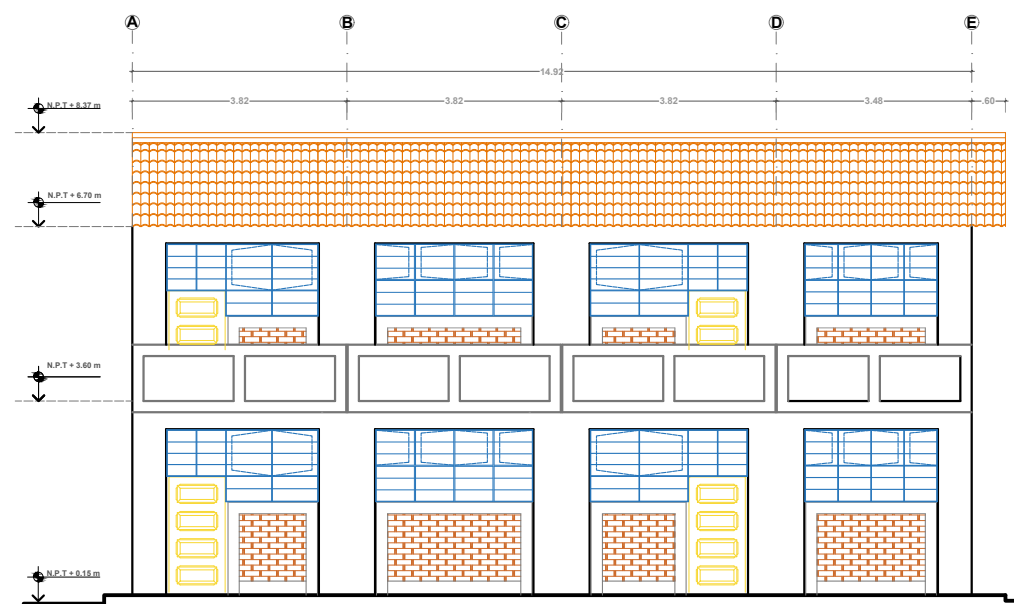 A B C D E
14.92
3.82 3.82 3.82 3.48 .60
N.P.T + 8.37 m
N.P.T + 6.70 m
N.P.T + 3.60 m
N.P.T + 0.15 m